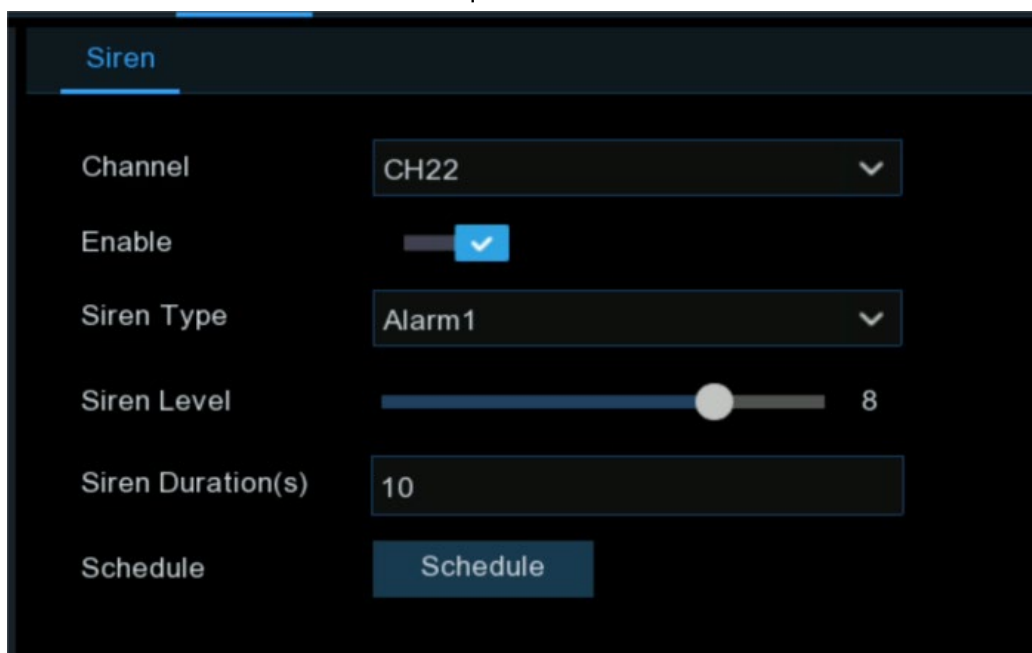 Siren
Channel CH22
Enable
Siren Type Alarm1
Siren Level 8
Siren Duration(s) 10
Schedule Schedule